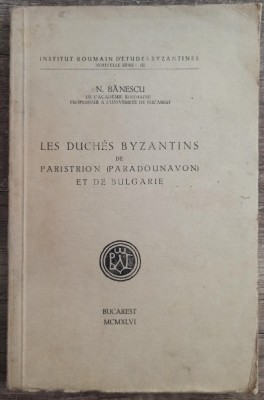 INSTITUT ROUMAIN D'ÉTUDES BYZANTINES
NOUVELLE SÉRIE : III
N. BĂNESCU
DE L'ACADÉMIE ROUMAINE
PROFESSEUR A L'UNIVERSITÉ DE BUCAREST
LES DUCHÉS BYZANTINS
DE
PARISTRION (PARADOUNAVON)
ET DE BULGARIE
BUCAREST
MCMXLVI